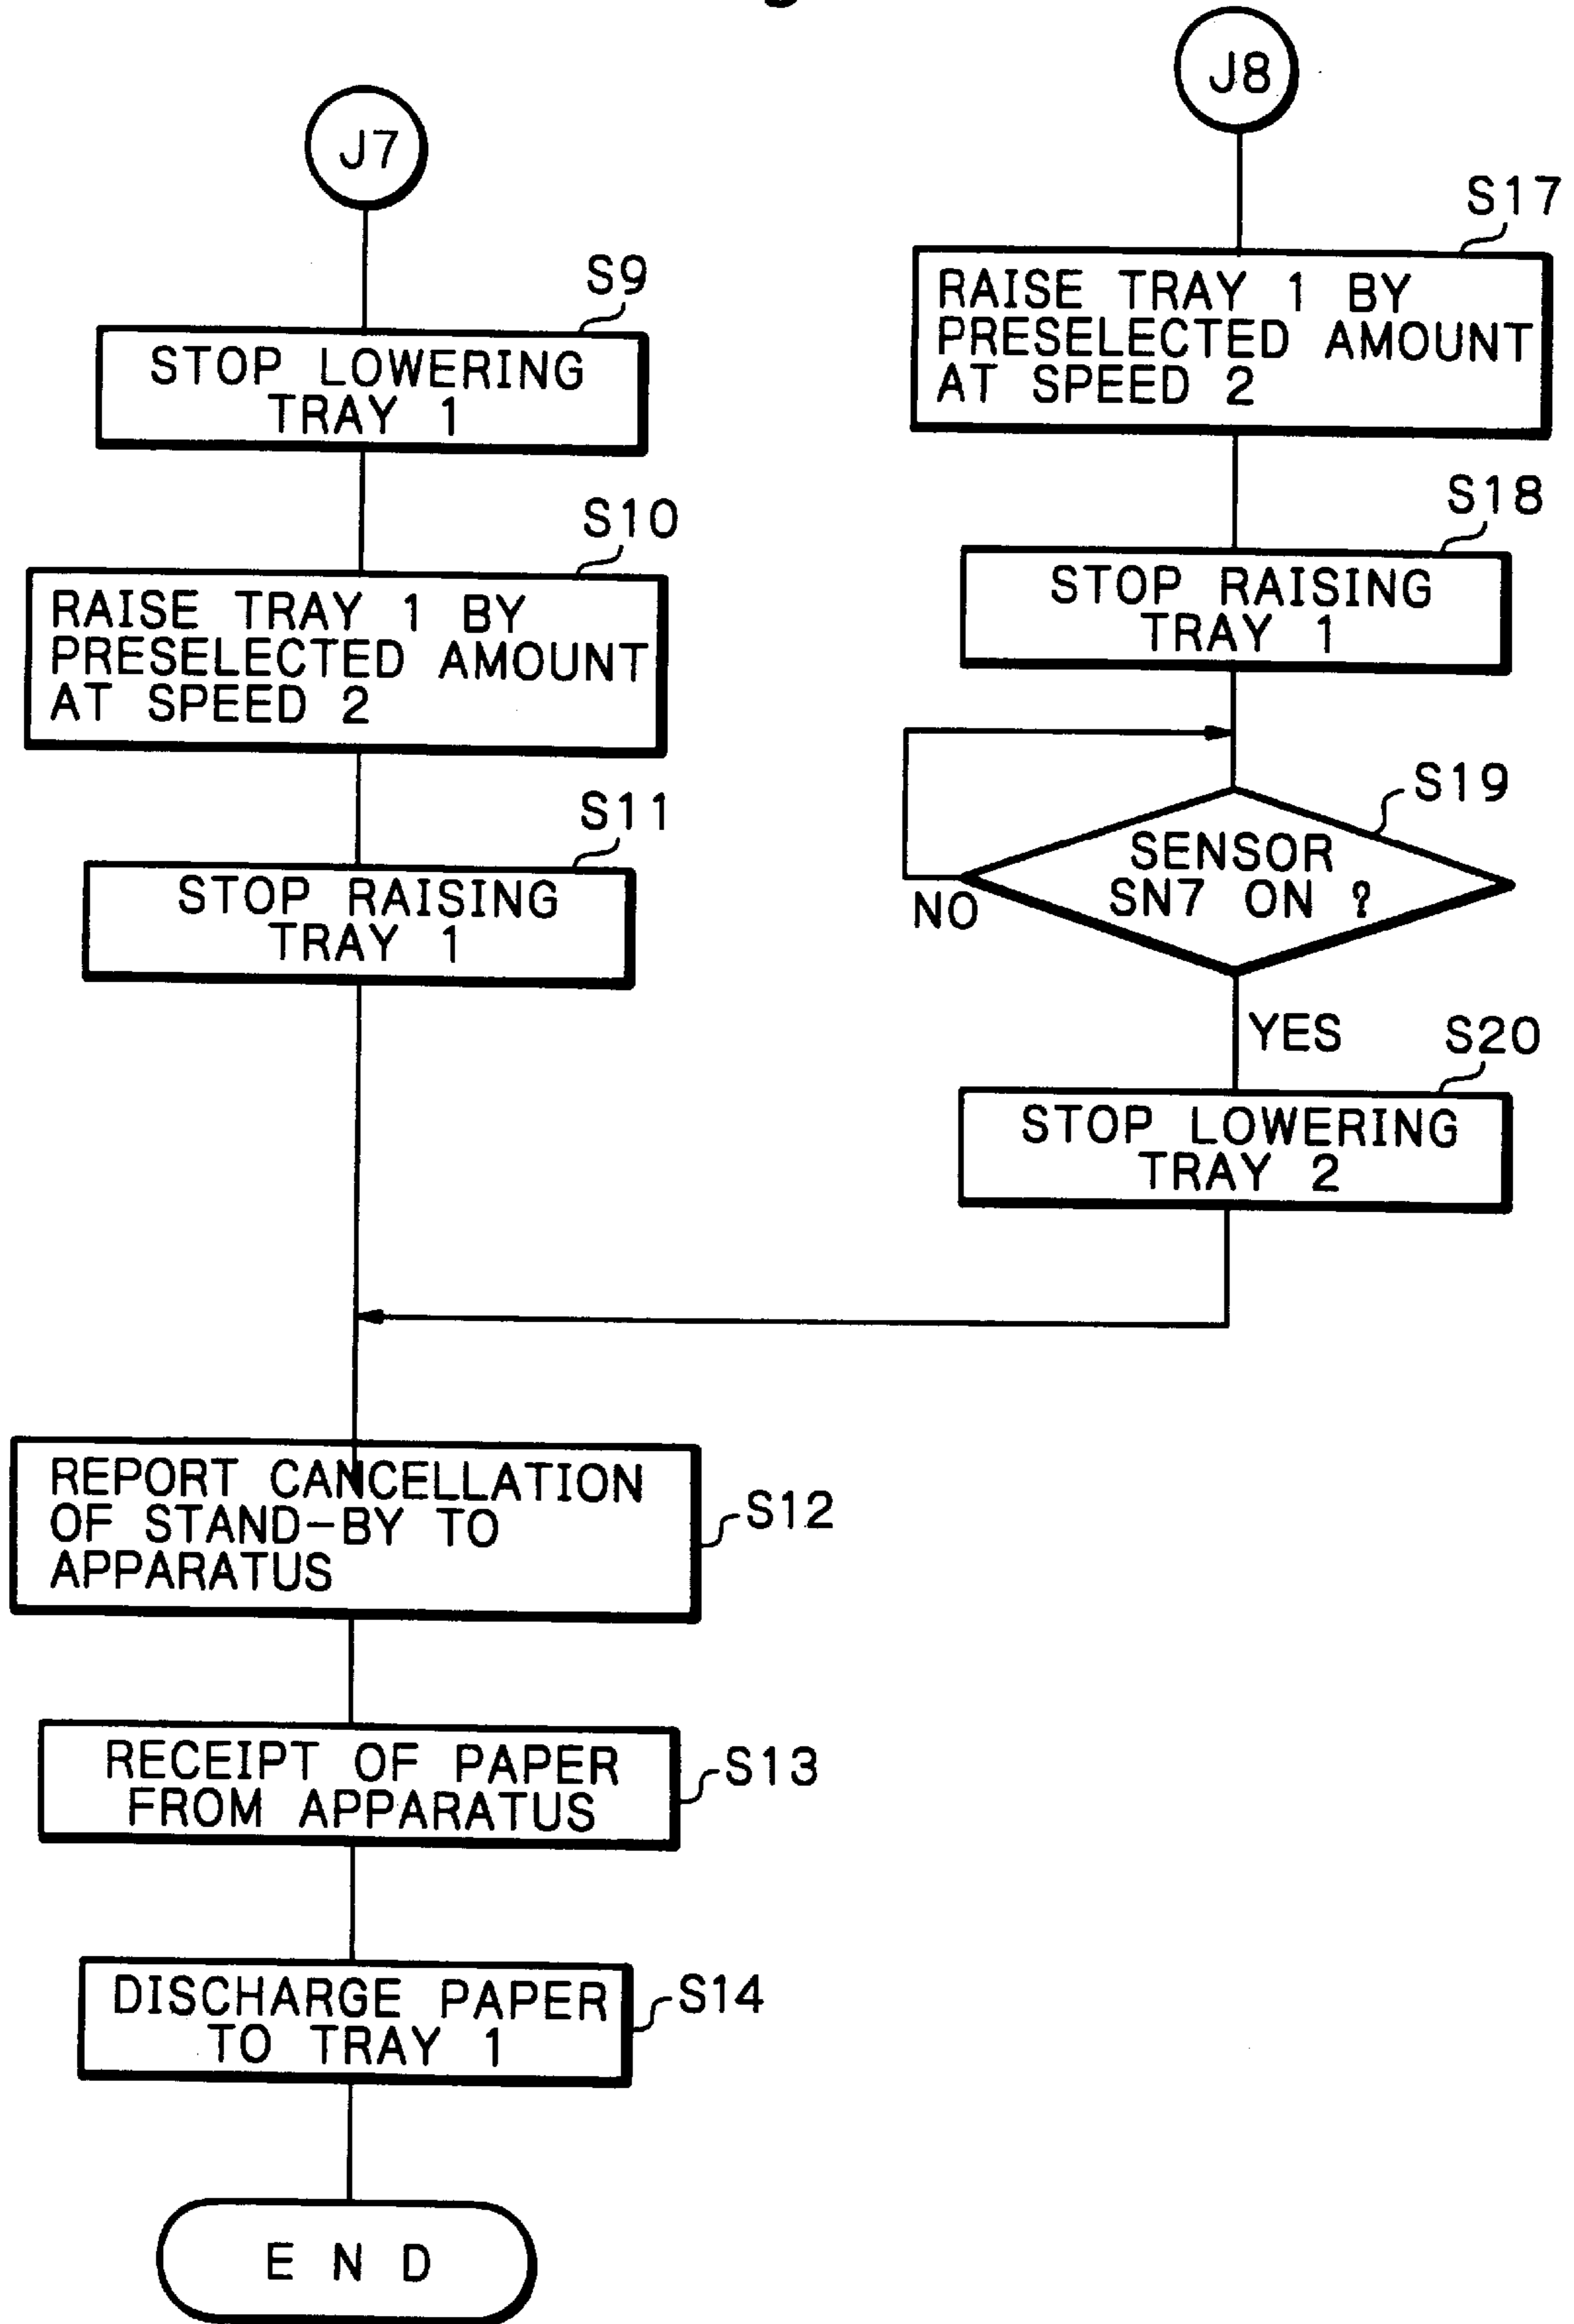 J7
S9
STOP LOWERING
TRAY 1
S10
RAISE TRAY 1 BY
PRESELECTED AMOUNT
AT SPEED 2
S11
STOP RAISING
TRAY 1
J8
S17
RAISE TRAY 1 BY
PRESELECTED AMOUNT
AT SPEED 2
S18
STOP RAISING
TRAY 1
S19
SENSOR
SN7 ON ?
NO
YES
S20
STOP LOWERING
TRAY 2
REPORT CANCELLATION
OF STAND-BY TO
APPARATUS
S12
RECEIPT OF PAPER
FROM APPARATUS
S13
DISCHARGE PAPER
TO TRAY 1
S14
END